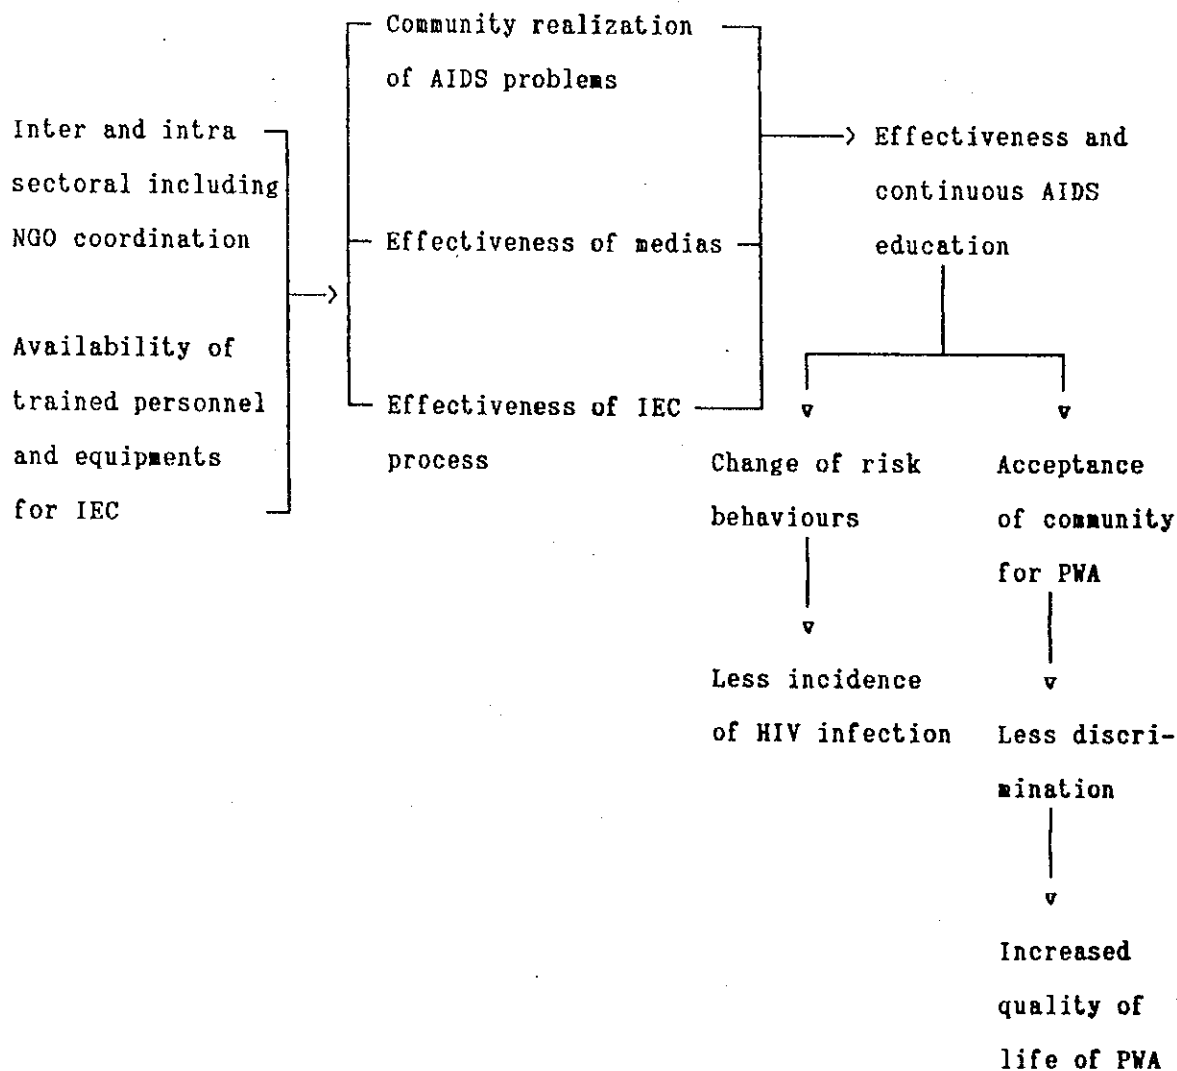 Inter and intra
sectoral including
NGO coordination
Availability of
trained personnel
and equipments
for IEC
Community realization
of AIDS problems
Effectiveness of medias
Effectiveness of IEC
process
Effectiveness and
continuous AIDS
education
Change of risk
behaviours
Less incidence
of HIV infection
Acceptance
of community
for PWA
Less discri-
mination
Increased
quality of
life of PWA